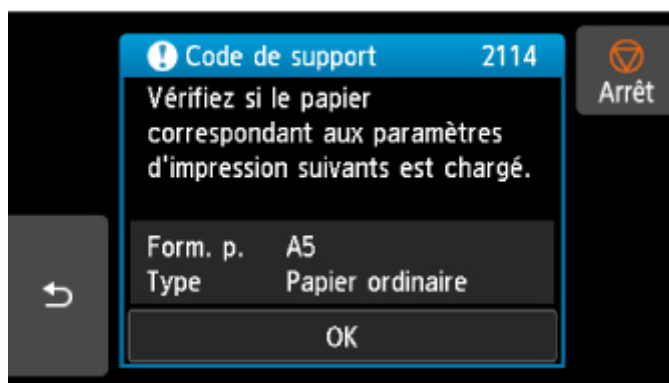 Code de support 2114
Arrêt
Vérifiez si le papier
correspondant aux paramètres
d'impression suivants est chargé.
Form. p. A5
Type Papier ordinaire
OK